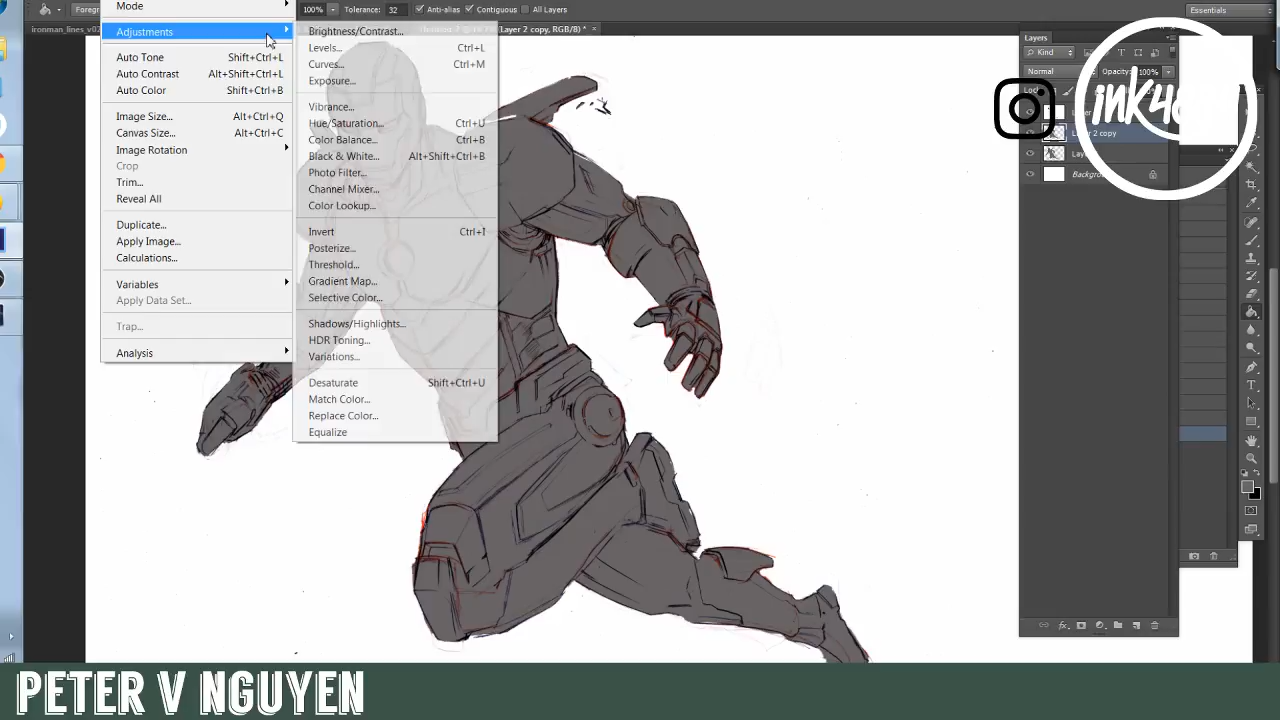 Mode
100%
Tolerance: 32
Anti-alias
Contiguous
All Layers
Essentials
(Layer 2 copy, RGB/8) *
Adjustments
Auto Tone Shift+Ctrl+L
Auto Contrast Alt+Shift+Ctrl+L
Auto Color Shift+Ctrl+B
Image Size... Alt+Ctrl+Q
Canvas Size... Alt+Ctrl+C
Image Rotation
Crop
Trim...
Reveal All
Duplicate...
Apply Image...
Calculations...
Variables
Apply Data Set...
Trap...
Analysis
Brightness/Contrast...
Levels... Ctrl+L
Curves... Ctrl+M
Exposure...
Vibrance...
Hue/Saturation... Ctrl+U
Color Balance... Ctrl+B
Black & White... Alt+Shift+Ctrl+B
Photo Filter...
Channel Mixer...
Color Lookup...
Invert Ctrl+I
Posterize...
Threshold...
Gradient Map...
Selective Color...
Shadows/Highlights...
HDR Toning...
Variations...
Desaturate Shift+Ctrl+U
Match Color...
Replace Color...
Equalize
Layers
Kind
Normal
Opacity: 100%
2 copy
PETER V NGUYEN